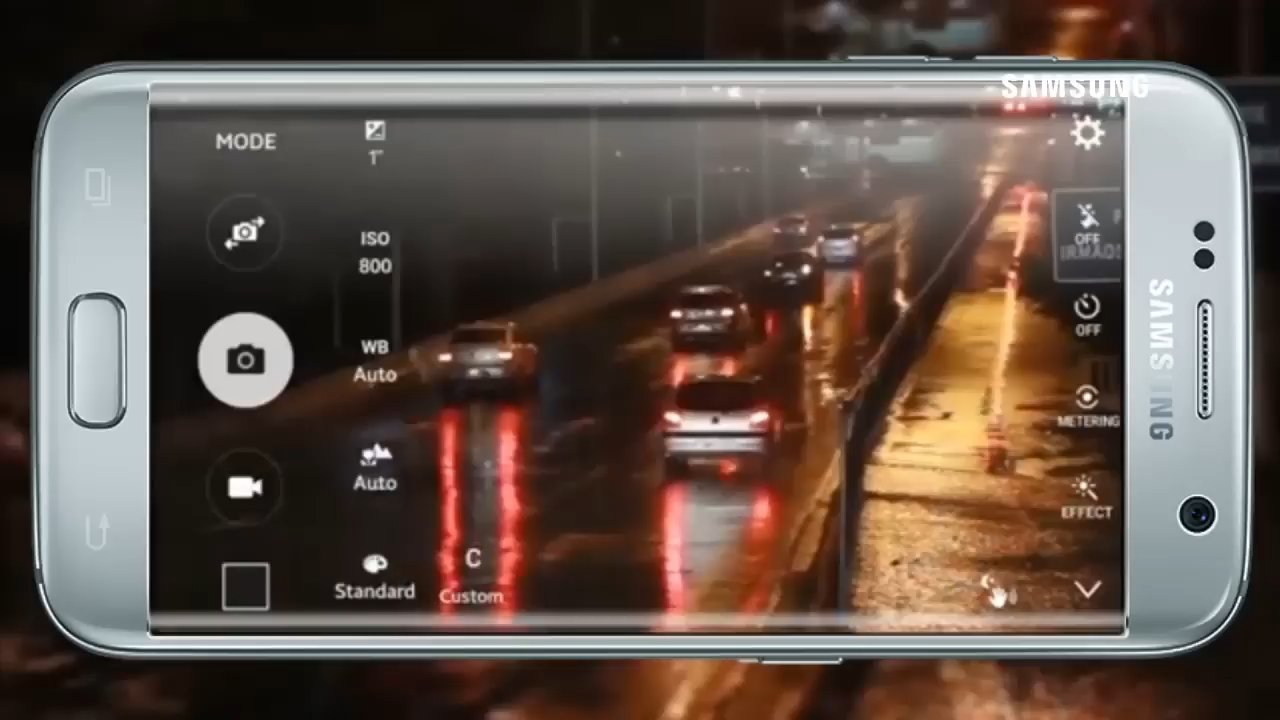 SAMSUNG
MODE
1"
ISO
800
WB
Auto
Auto
Standard
C
Custom
OFF
OFF
METERING
EFFECT
SAMSUNG